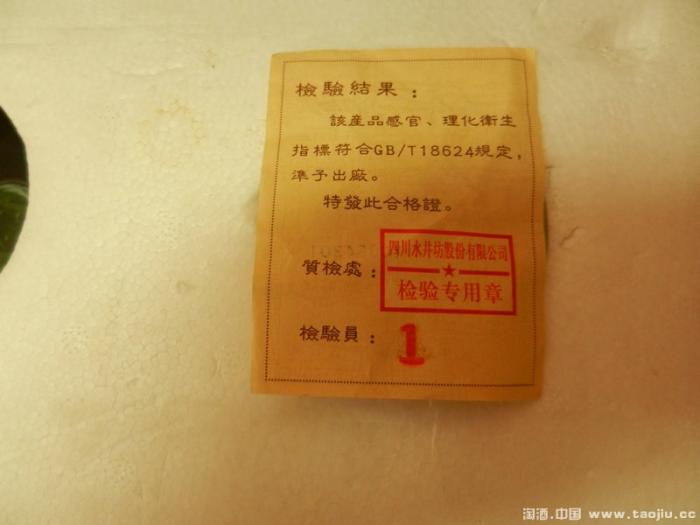 檢驗結果：
該産品感官、理化衛生
指標符合GB/T18624規定，
準予出廠。
特發此合格證。
質檢處：
四川水井坊股份有限公司
检验专用章
檢驗員：1
淘酒.中国 www.taojiu.cc